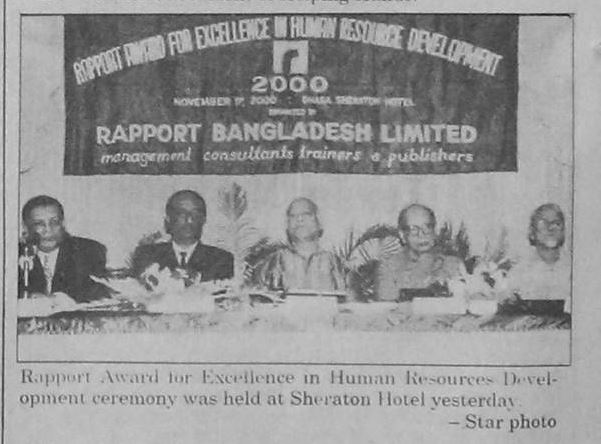 RAPPORT AWARD FOR EXCELLENCE IN HUMAN RESOURCE DEVELOPMENT
2000
NOVEMBER 17, 2000 : DHAKA SHERATON HOTEL
ORGANISED BY
RAPPORT BANGLADESH LIMITED
management consultants trainers & publishers
Rapport Award for Excellence in Human Resources Devel-
opment ceremony was held at Sheraton Hotel yesterday.
– Star photo